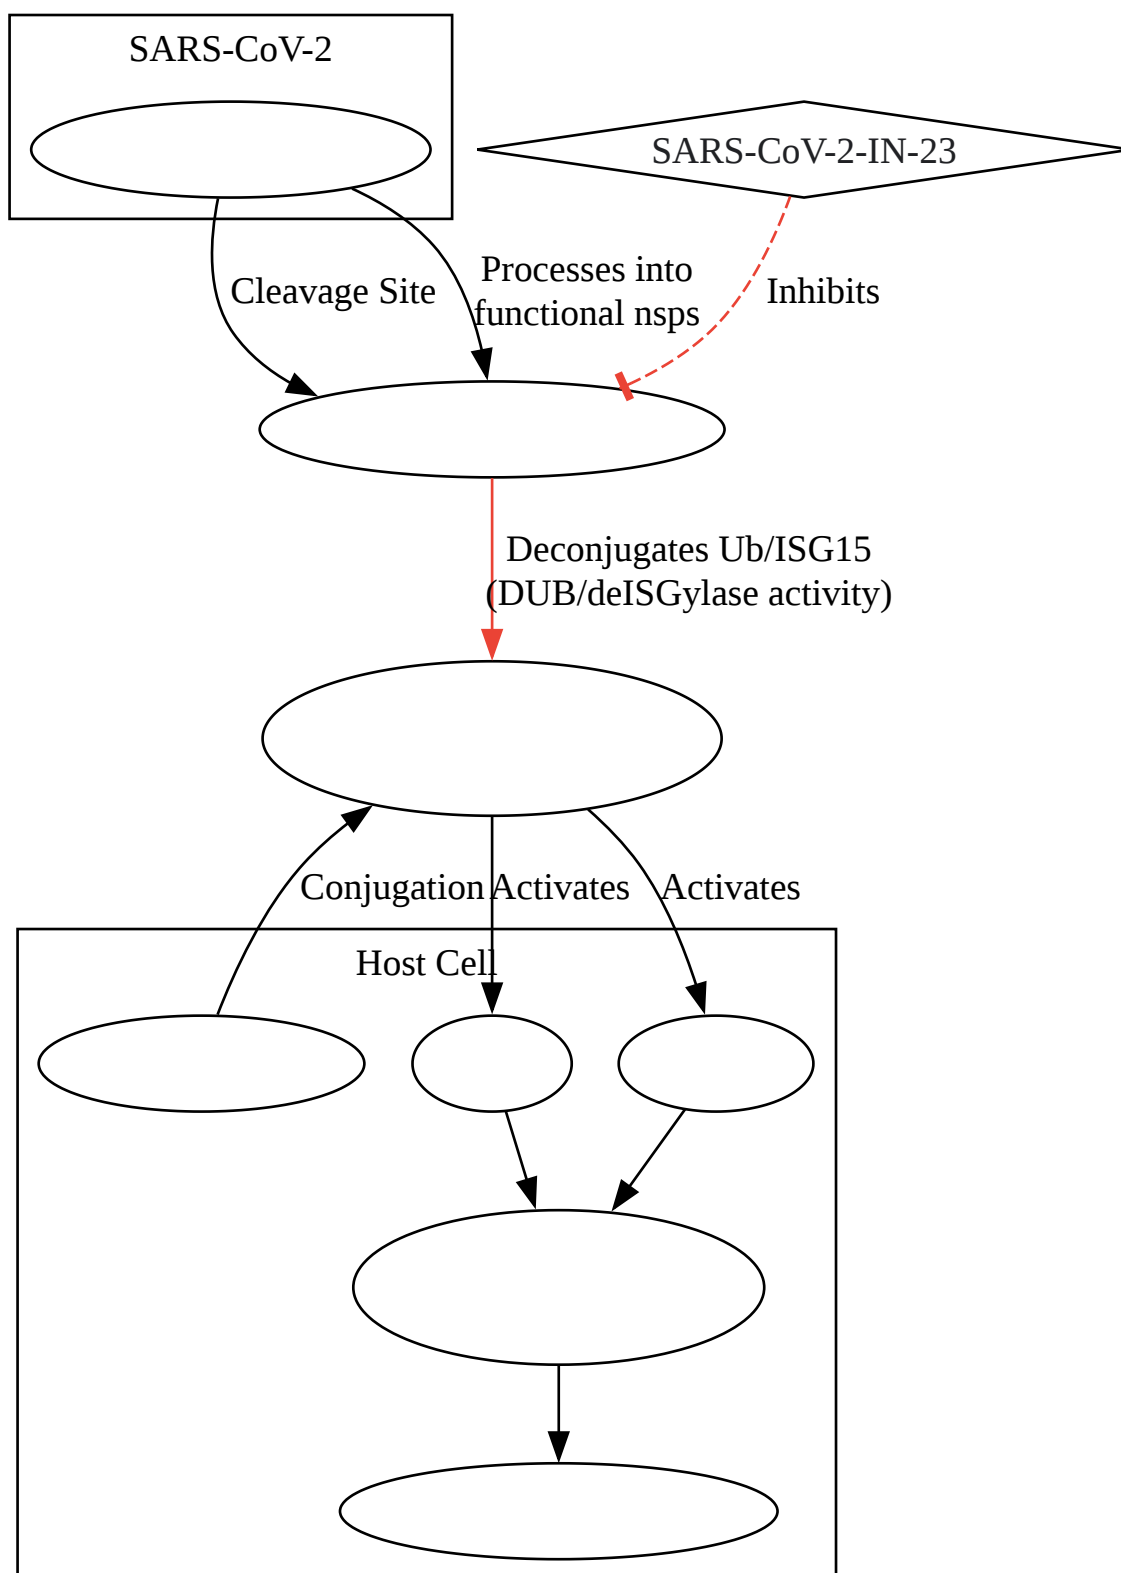 SARS-CoV-2
SARS-CoV-2-IN-23
Cleavage Site
Processes into
functional nsps
Inhibits
Deconjugates Ub/ISG15
(DUB/deISGylase activity)
Conjugation
Activates
Activates
Host Cell